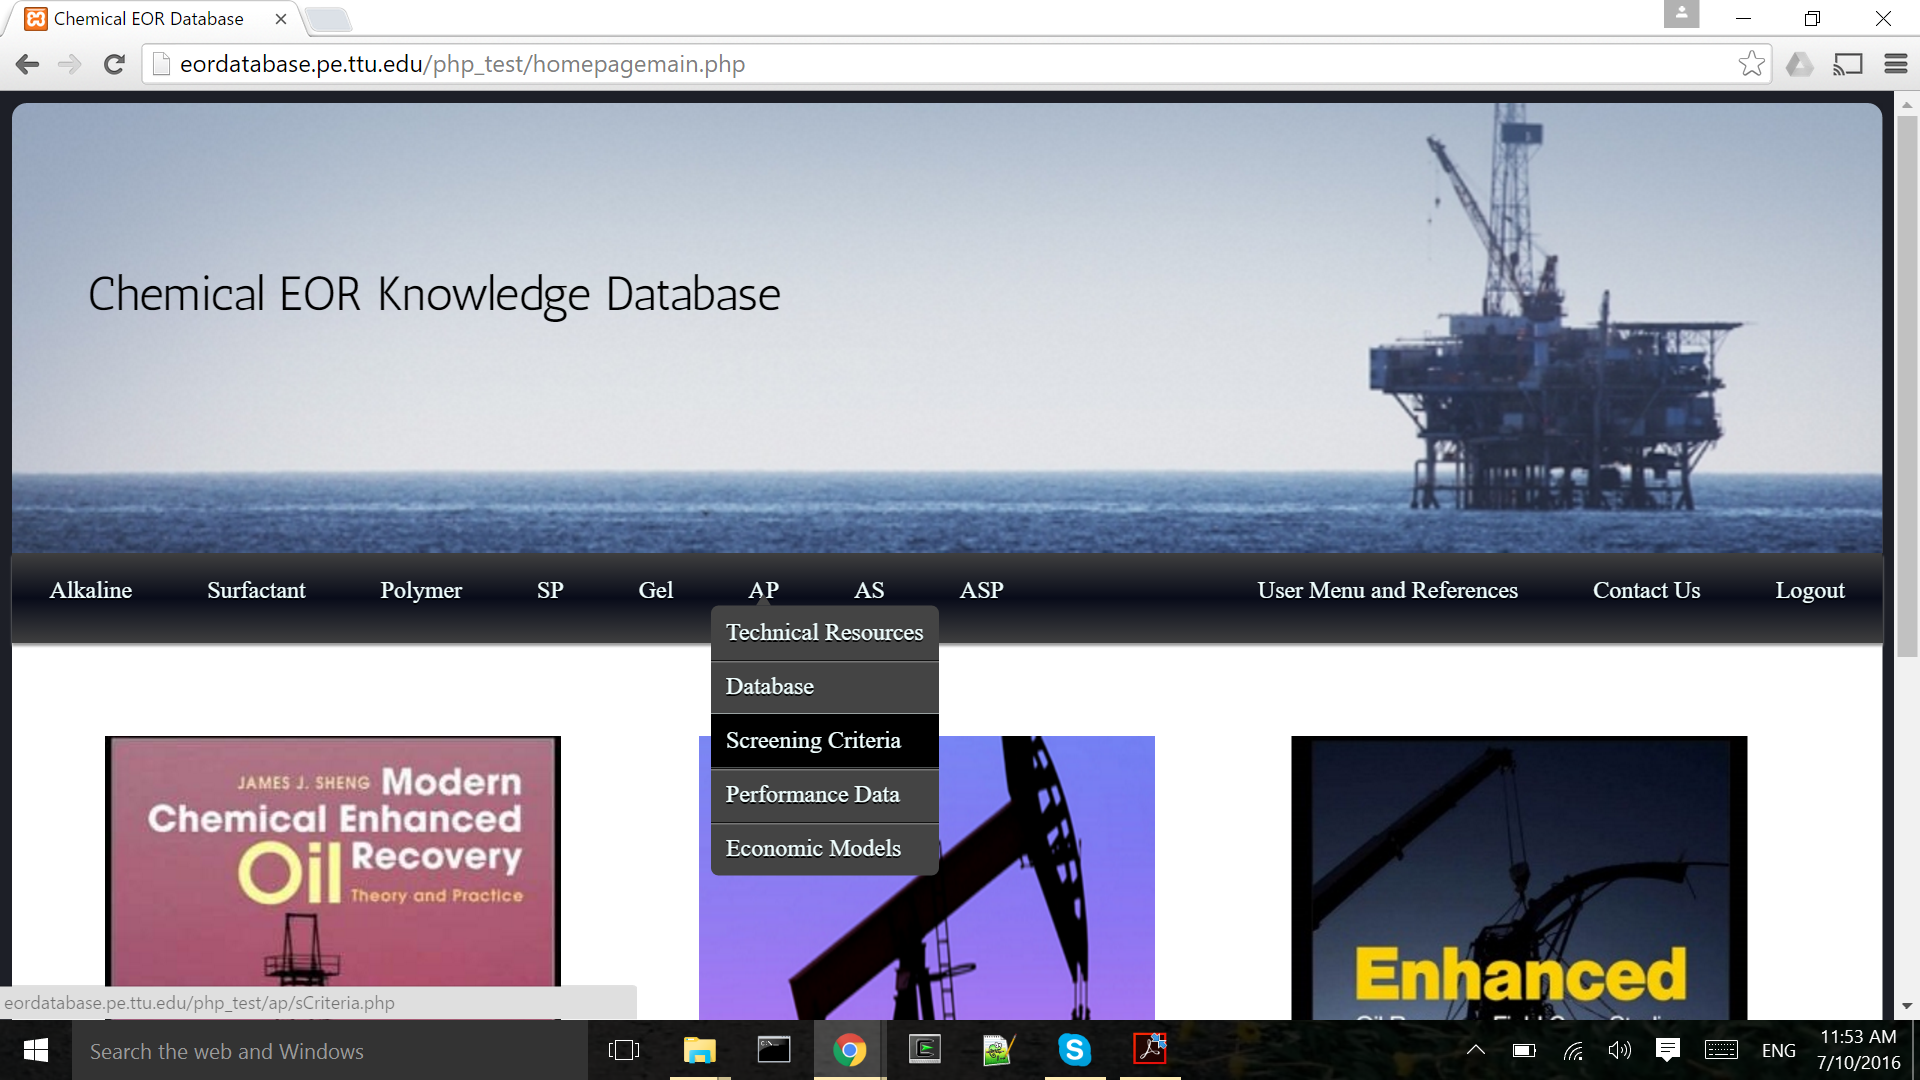 Chemical EOR Database
eordatabase.pe.ttu.edu/php_test/homepagemain.php
Chemical EOR Knowledge Database
Alkaline Surfactant Polymer SP Gel AP AS ASP User Menu and References Contact Us Logout
Technical Resources
Database
Screening Criteria
Performance Data
Economic Models
JAMES J. SHENG Modern
Chemical Enhanced
Oil Recovery
Theory and Practice
Enhanced
eordatabase.pe.ttu.edu/php_test/ap/sCriteria.php
Search the web and Windows
ENG
11:53 AM
7/10/2016